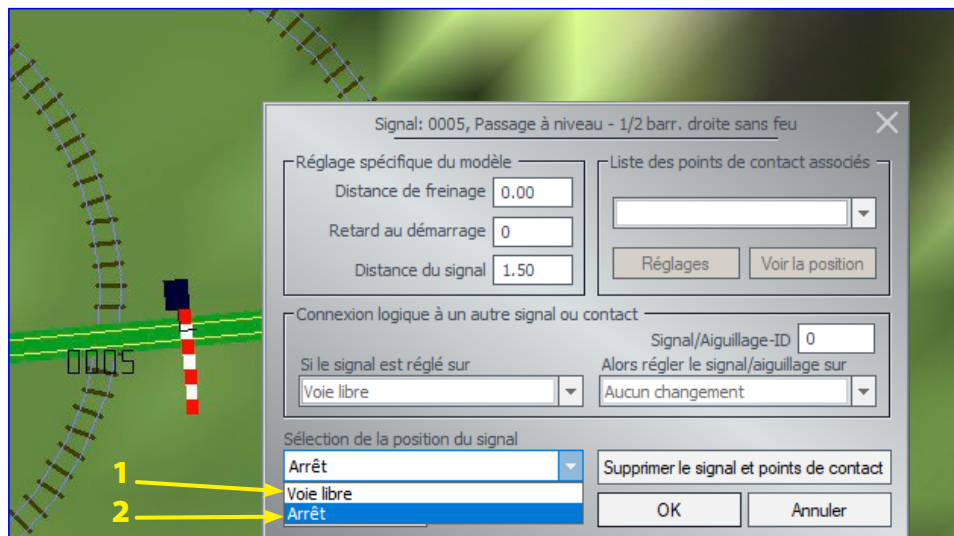 Signal: 0005, Passage à niveau - 1/2 barr. droite sans feu
Réglage spécifique du modèle
Distance de freinage 0.00
Retard au démarrage 0
Distance du signal 1.50
Liste des points de contact associés
Réglages
Voir la position
0005
Connexion logique à un autre signal ou contact
Signal/Aiguillage-ID 0
Si le signal est réglé sur
Voie libre
Alors régler le signal/aiguillage sur
Aucun changement
Sélection de la position du signal
Arrêt
Supprimer le signal et points de contact
1
Voie libre
2
Arrêt
OK
Annuler